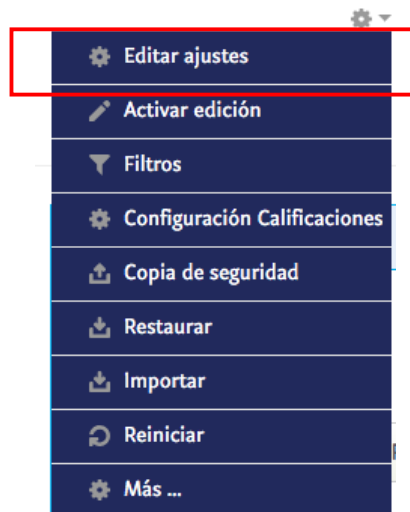 Editar ajustes
Activar edición
Filtros
Configuración Calificaciones
Copia de seguridad
Restaurar
Importar
Reiniciar
Más ...